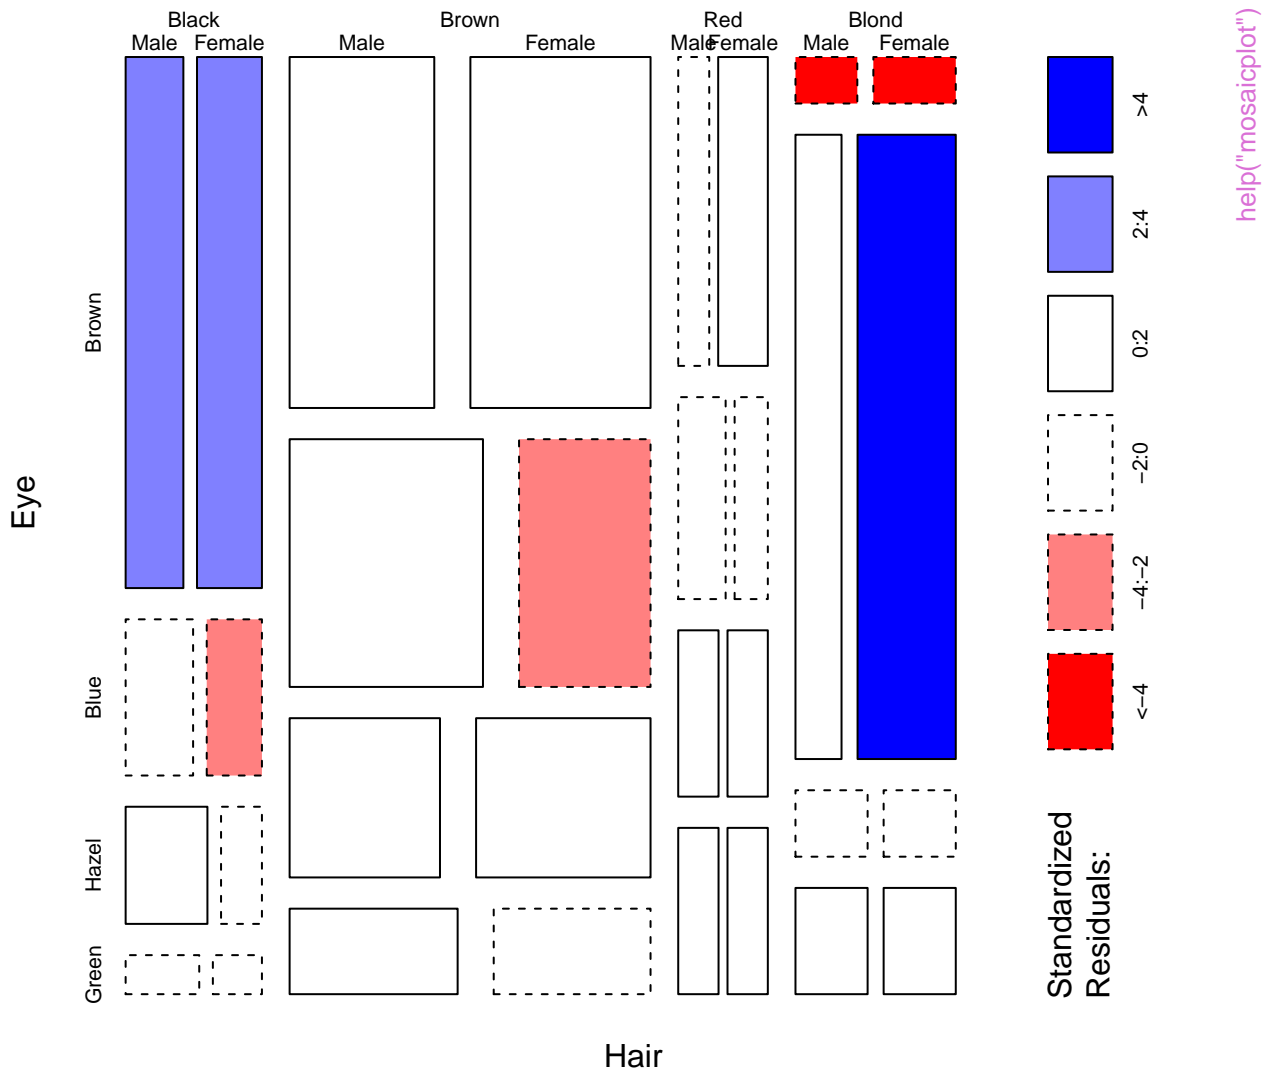 Black Brown Red Blond
Male Female Male Female Male Female Male Female
Brown
Blue
Hazel
Green
Eye
Hair
>4
2:4
0:2
−2:0
−4:−2
<−4
Standardized
Residuals:
help("mosaicplot")